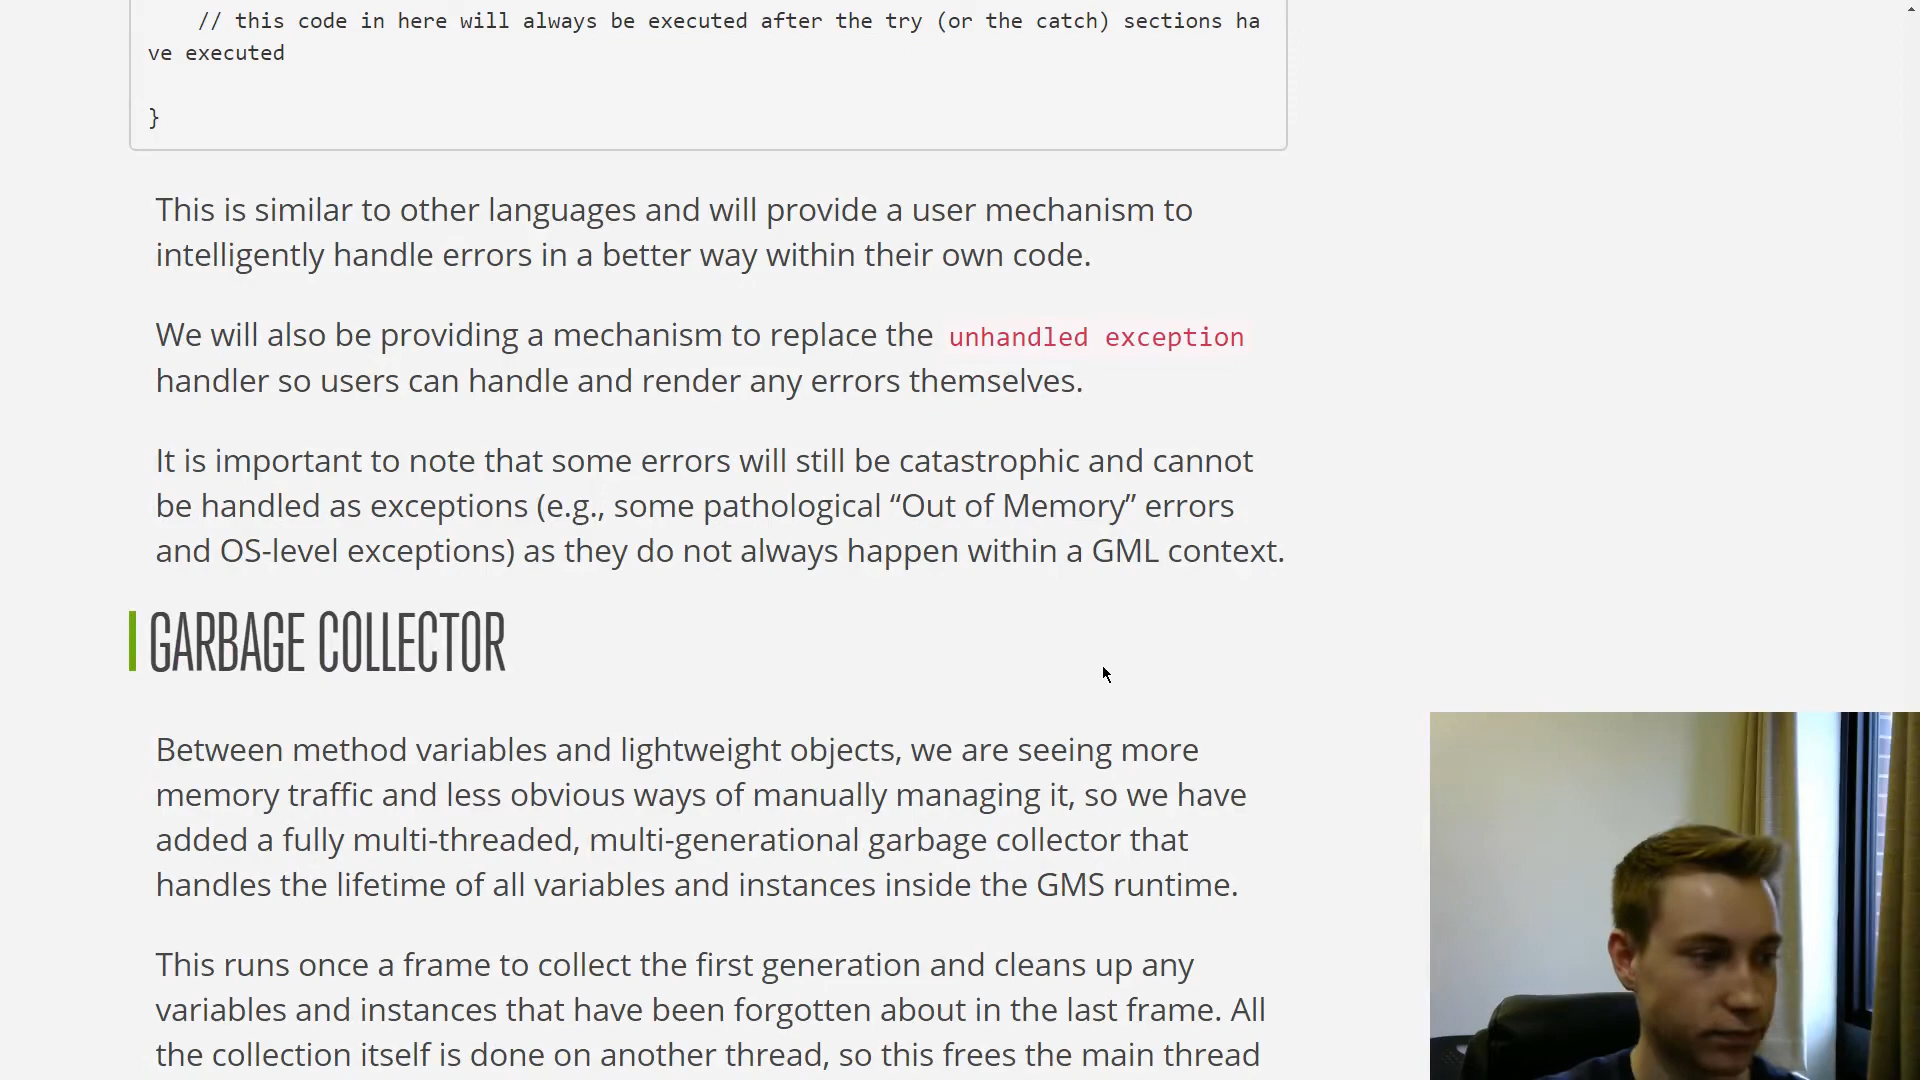 // this code in here will always be executed after the try (or the catch) sections ha
ve executed
}
This is similar to other languages and will provide a user mechanism to
intelligently handle errors in a better way within their own code.
We will also be providing a mechanism to replace the unhandled exception
handler so users can handle and render any errors themselves.
It is important to note that some errors will still be catastrophic and cannot
be handled as exceptions (e.g., some pathological “Out of Memory” errors
and OS-level exceptions) as they do not always happen within a GML context.
GARBAGE COLLECTOR
Between method variables and lightweight objects, we are seeing more
memory traffic and less obvious ways of manually managing it, so we have
added a fully multi-threaded, multi-generational garbage collector that
handles the lifetime of all variables and instances inside the GMS runtime.
This runs once a frame to collect the first generation and cleans up any
variables and instances that have been forgotten about in the last frame. All
the collection itself is done on another thread, so this frees the main thread